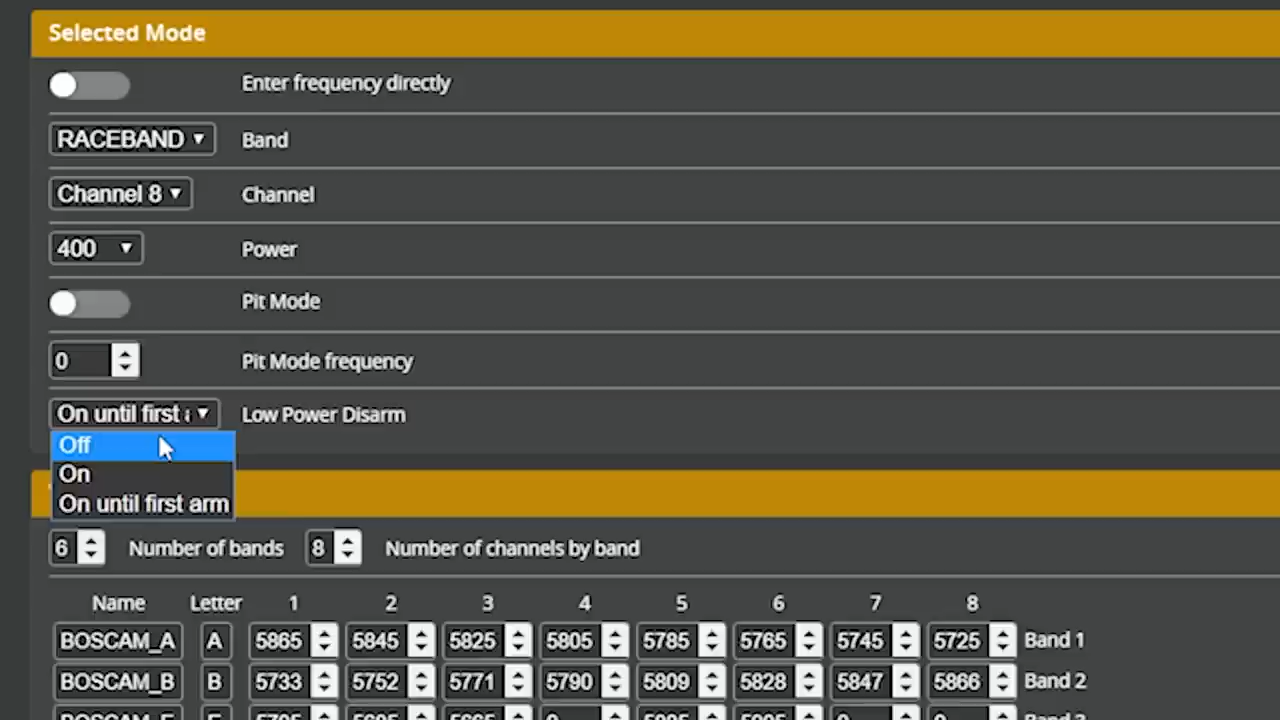 Selected Mode
Enter frequency directly
RACEBAND Band
Channel 8 Channel
400 Power
Pit Mode
0 Pit Mode frequency
On until first Low Power Disarm
Off
On
On until first arm
6 Number of bands 8 Number of channels by band
Name Letter 1 2 3 4 5 6 7 8
BOSCAM_A A 5865 5845 5825 5805 5785 5765 5745 5725 Band 1
BOSCAM_B B 5733 5752 5771 5790 5809 5828 5847 5866 Band 2